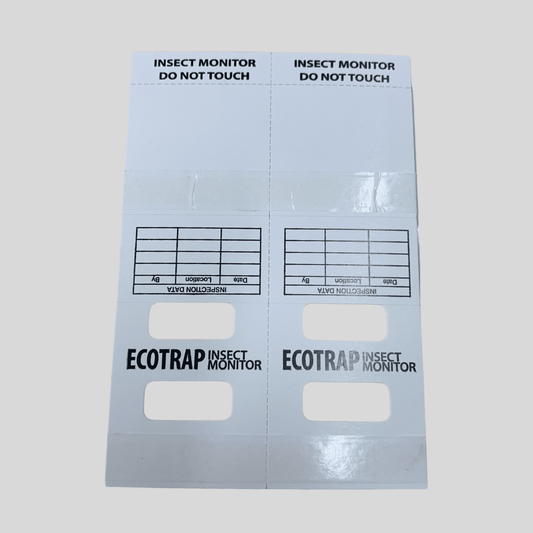 INSECT MONITOR
DO NOT TOUCH
INSECT MONITOR
DO NOT TOUCH
INSPECTION DATA
Date Location By
INSPECTION DATA
Date Location By
ECOTRAP INSECT
MONITOR
ECOTRAP INSECT
MONITOR